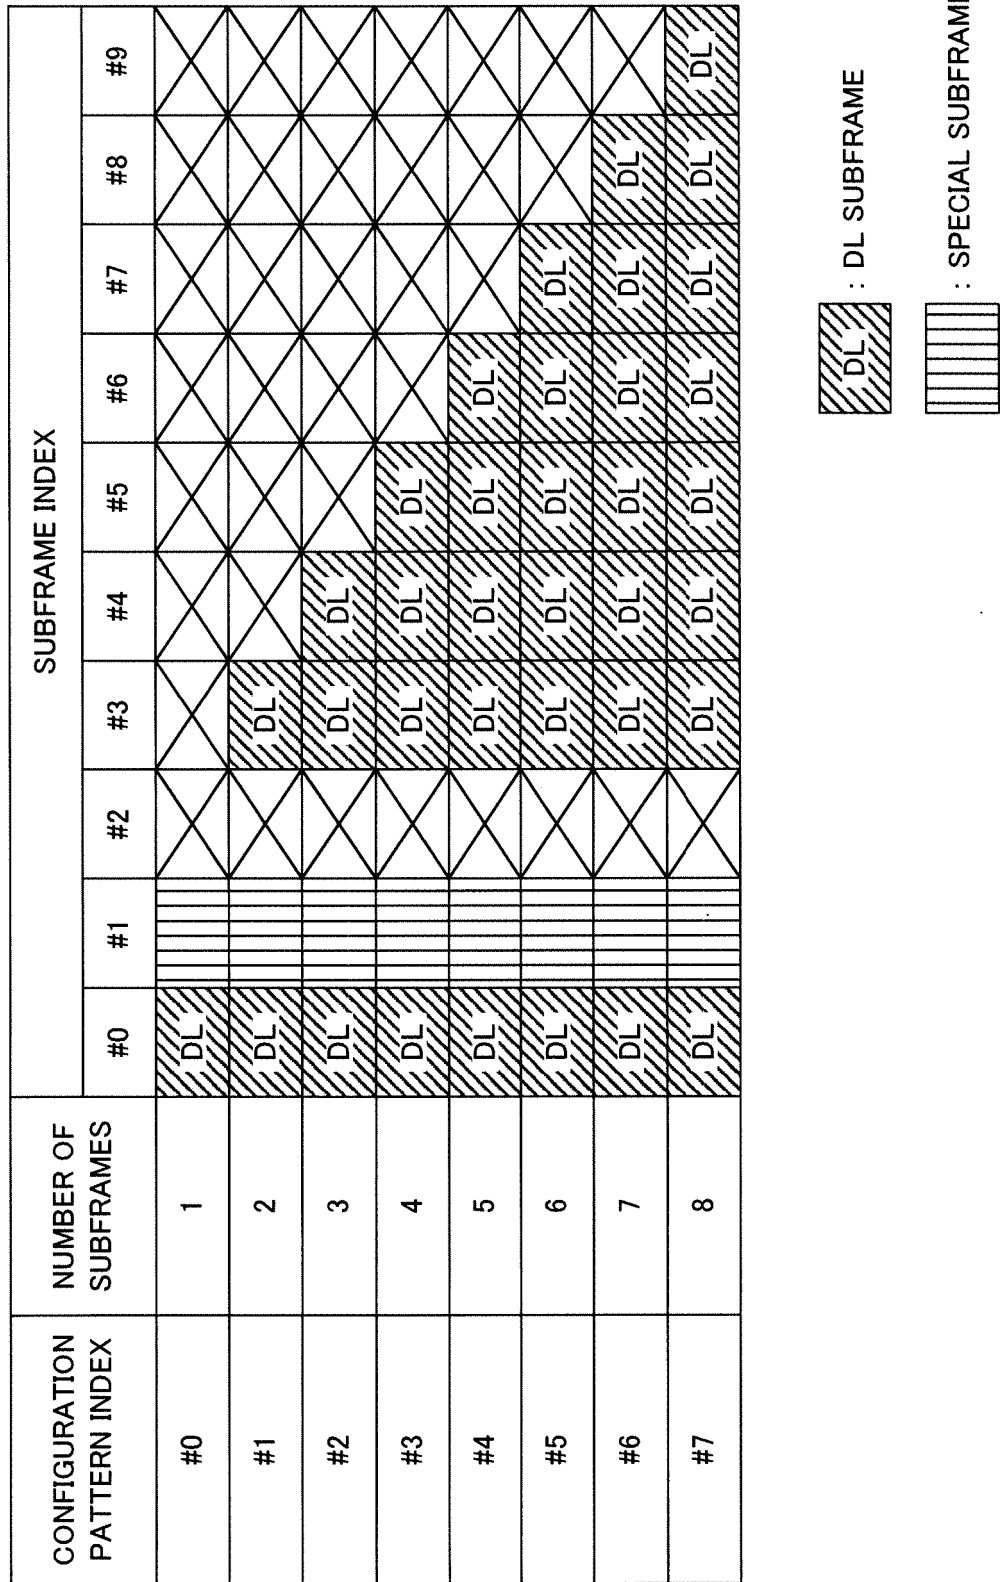 CONFIGURATION PATTERN INDEX NUMBER OF SUBFRAMES SUBFRAME INDEX
#0 #1 #2 #3 #4 #5 #6 #7 #8 #9
#0 1 DL
#1 2 DL DL
#2 3 DL DL DL
#3 4 DL DL DL DL
#4 5 DL DL DL DL DL
#5 6 DL DL DL DL DL DL
#6 7 DL DL DL DL DL DL DL
#7 8 DL DL DL DL DL DL DL DL
DL : DL SUBFRAME
: SPECIAL SUBFRAME